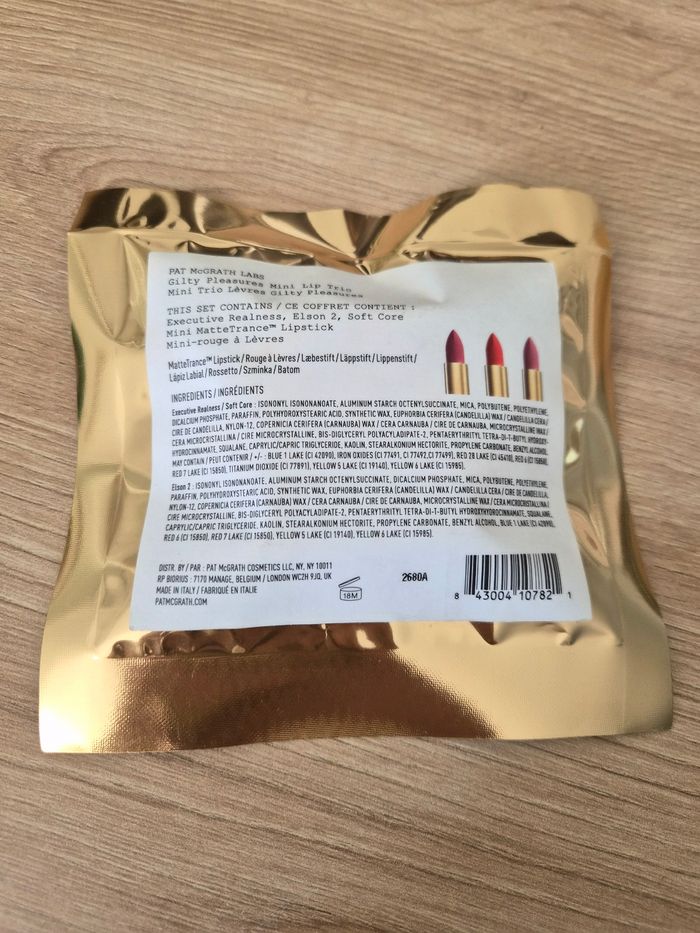 PAT McGRATH LABS
Gilty Pleasures Mini Lip Trio
Mini Trio Lèvres Gilty Pleasures
THIS SET CONTAINS / CE COFFRET CONTIENT :
Executive Realness, Elson 2, Soft Core
Mini MatteTrance™ Lipstick
Mini-rouge à Lèvres
MatteTrance™ Lipstick / Rouge à Lèvres / Læbestift / Läppstift / Lippenstift /
Lápiz Labial / Rossetto / Szminka / Batom
INGREDIENTS / INGRÉDIENTS
Executive Realness / Soft Core : ISONONYL ISONONANOATE, ALUMINUM STARCH OCTENYLSUCCINATE, MICA, POLYBUTENE, POLYETHYLENE,
DICALCIUM PHOSPHATE, PARAFFIN, POLYHYDROXYSTEARIC ACID, SYNTHETIC WAX, EUPHORBIA CERIFERA (CANDELILLA) WAX / CANDELILLA CERA /
CIRE DE CANDELILLA, NYLON-12, COPERNICIA CERIFERA (CARNAUBA) WAX / CERA CARNAUBA / CIRE DE CARNAUBA, MICROCRYSTALLINE WAX /
CERA MICROCRISTALLINA / CIRE MICROCRYSTALLINE, BIS-DIGLYCERYL POLYACYLADIPATE-2, PENTAERYTHRITYL TETRA-DI-T-BUTYL HYDROXY-
HYDROCINNAMATE, SQUALANE, CAPRYLIC/CAPRIC TRIGLYCERIDE, KAOLIN, STEARALKONIUM HECTORITE, PROPYLENE CARBONATE, BENZYL ALCOHOL.
MAY CONTAIN / PEUT CONTENIR / +/- : BLUE 1 LAKE (CI 42090), IRON OXIDES (CI 77491, CI 77492, CI 77499), RED 28 LAKE (CI 45410), RED 6 (CI 15850),
RED 7 LAKE (CI 15850), TITANIUM DIOXIDE (CI 77891), YELLOW 5 LAKE (CI 19140), YELLOW 6 LAKE (CI 15985).
Elson 2 : ISONONYL ISONONANOATE, ALUMINUM STARCH OCTENYLSUCCINATE, DICALCIUM PHOSPHATE, MICA, POLYBUTENE, POLYETHYLENE,
PARAFFIN, POLYHYDROXYSTEARIC ACID, SYNTHETIC WAX, EUPHORBIA CERIFERA (CANDELILLA) WAX / CANDELILLA CERA / CIRE DE CANDELILLA,
NYLON-12, COPERNICIA CERIFERA (CARNAUBA) WAX / CERA CARNAUBA / CIRE DE CARNAUBA, MICROCRYSTALLINE WAX / CERA MICROCRISTALLINA /
CIRE MICROCRYSTALLINE, BIS-DIGLYCERYL POLYACYLADIPATE-2, PENTAERYTHRITYL TETRA-DI-T-BUTYL HYDROXYHYDROCINNAMATE, SQUALANE,
CAPRYLIC/CAPRIC TRIGLYCERIDE, KAOLIN, STEARALKONIUM HECTORITE, PROPYLENE CARBONATE, BENZYL ALCOHOL, BLUE 1 LAKE (CI 42090),
RED 6 (CI 15850), RED 7 LAKE (CI 15850), YELLOW 5 LAKE (CI 19140), YELLOW 6 LAKE (CI 15985).
DISTR. BY / PAR : PAT McGRATH COSMETICS LLC, NY, NY 10011
RP BIORIUS : 7170 MANAGE, BELGIUM / LONDON WC2H 9JQ, UK
MADE IN ITALY / FABRIQUÉ EN ITALIE
PATMCGRATH.COM
18M
2680A
8 43004 10782 1